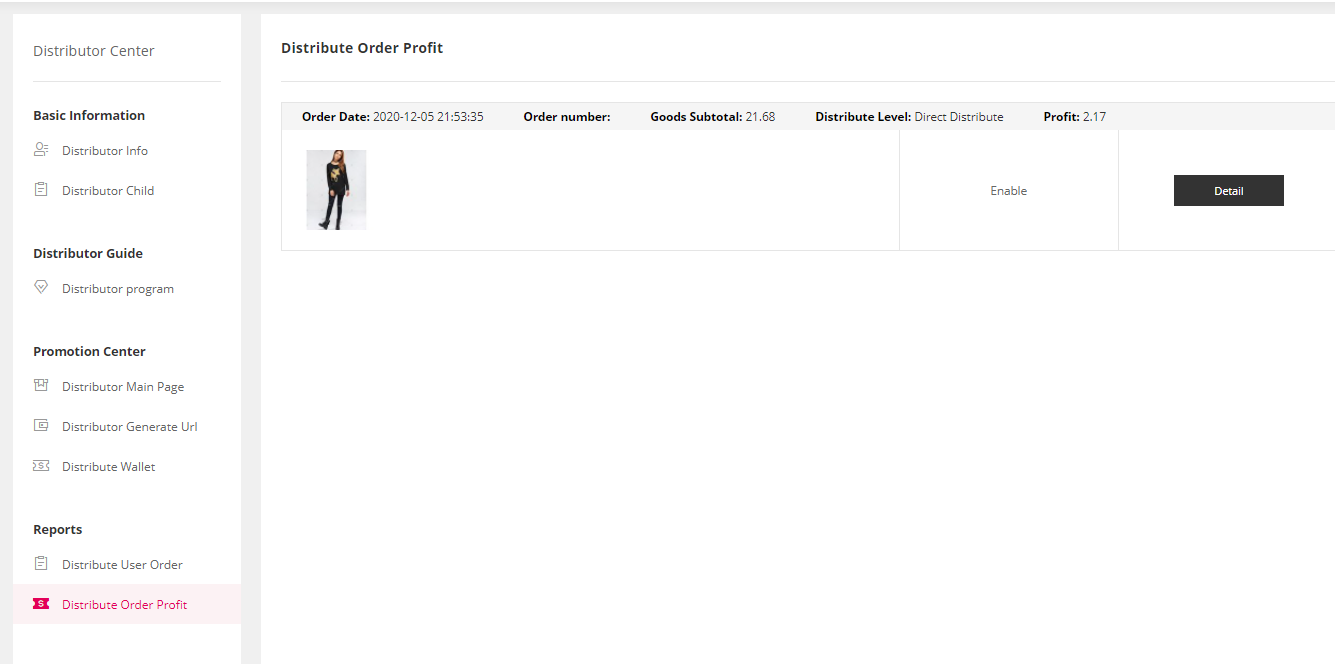 Distributor Center
Basic Information
Distributor Info
Distributor Child
Distributor Guide
Distributor program
Promotion Center
Distributor Main Page
Distributor Generate Url
Distribute Wallet
Reports
Distribute User Order
Distribute Order Profit
Distribute Order Profit
Order Date: 2020-12-05 21:53:35 Order number: Goods Subtotal: 21.68 Distribute Level: Direct Distribute Profit: 2.17
Enable
Detail